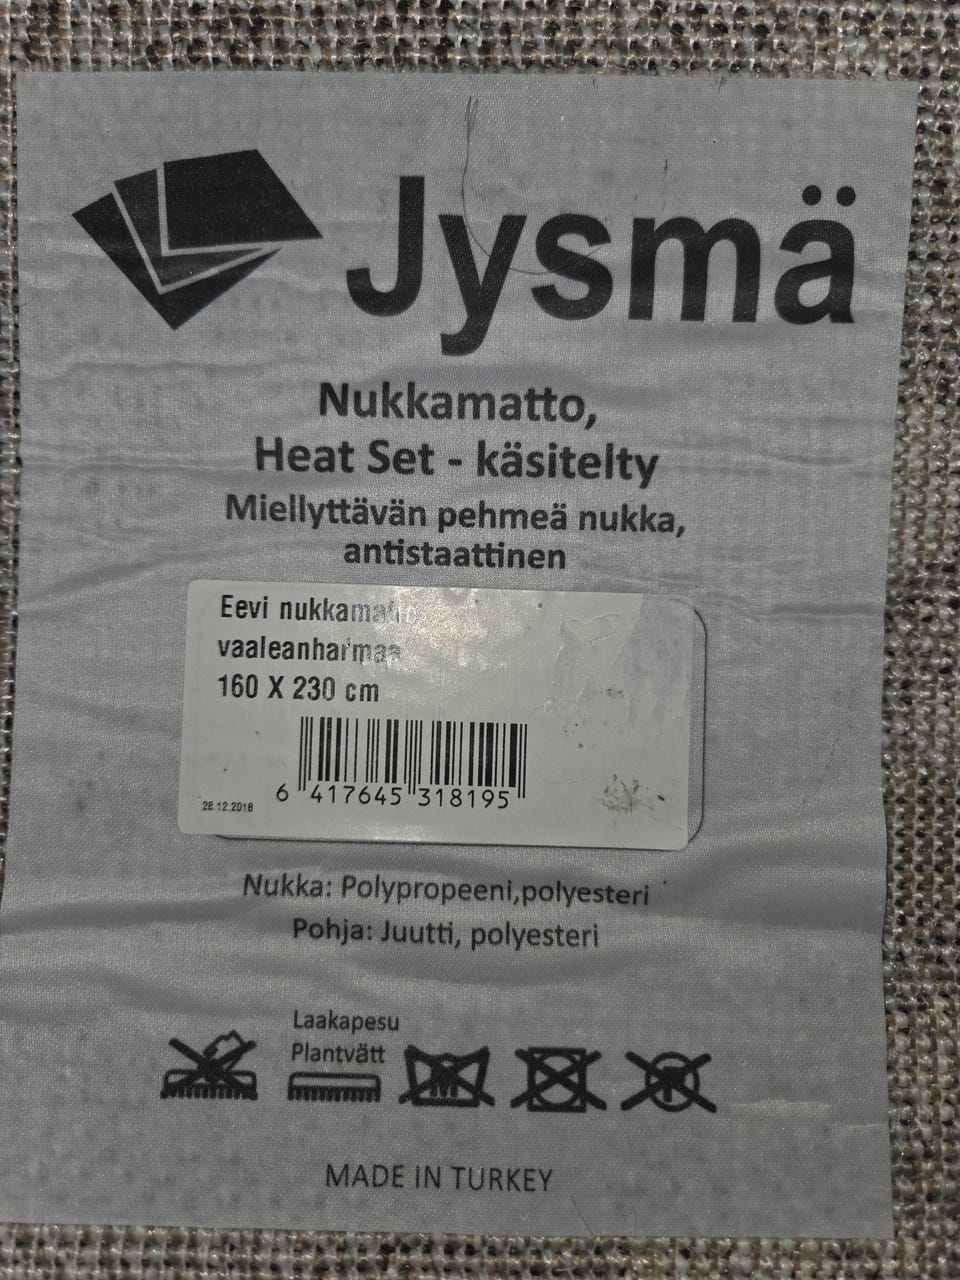 Jysmä
Nukkamatto,
Heat Set - käsitelty
Miellyttävän pehmeä nukka,
antistaattinen
Eevi nukkamatto
vaaleanharmaa
160 X 230 cm
6 417645 318195
28.12.2018
Nukka: Polypropeeni,polyesteri
Pohja: Juutti, polyesteri
Laakapesu
Plantvätt
MADE IN TURKEY